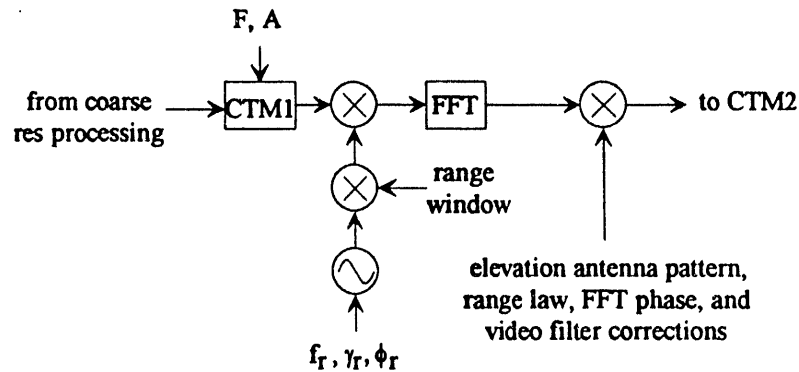 F, A
from coarse
res processing
CTM1
FFT
to CTM2
range
window
elevation antenna pattern,
range law, FFT phase, and
video filter corrections
fr, γr, ϕr